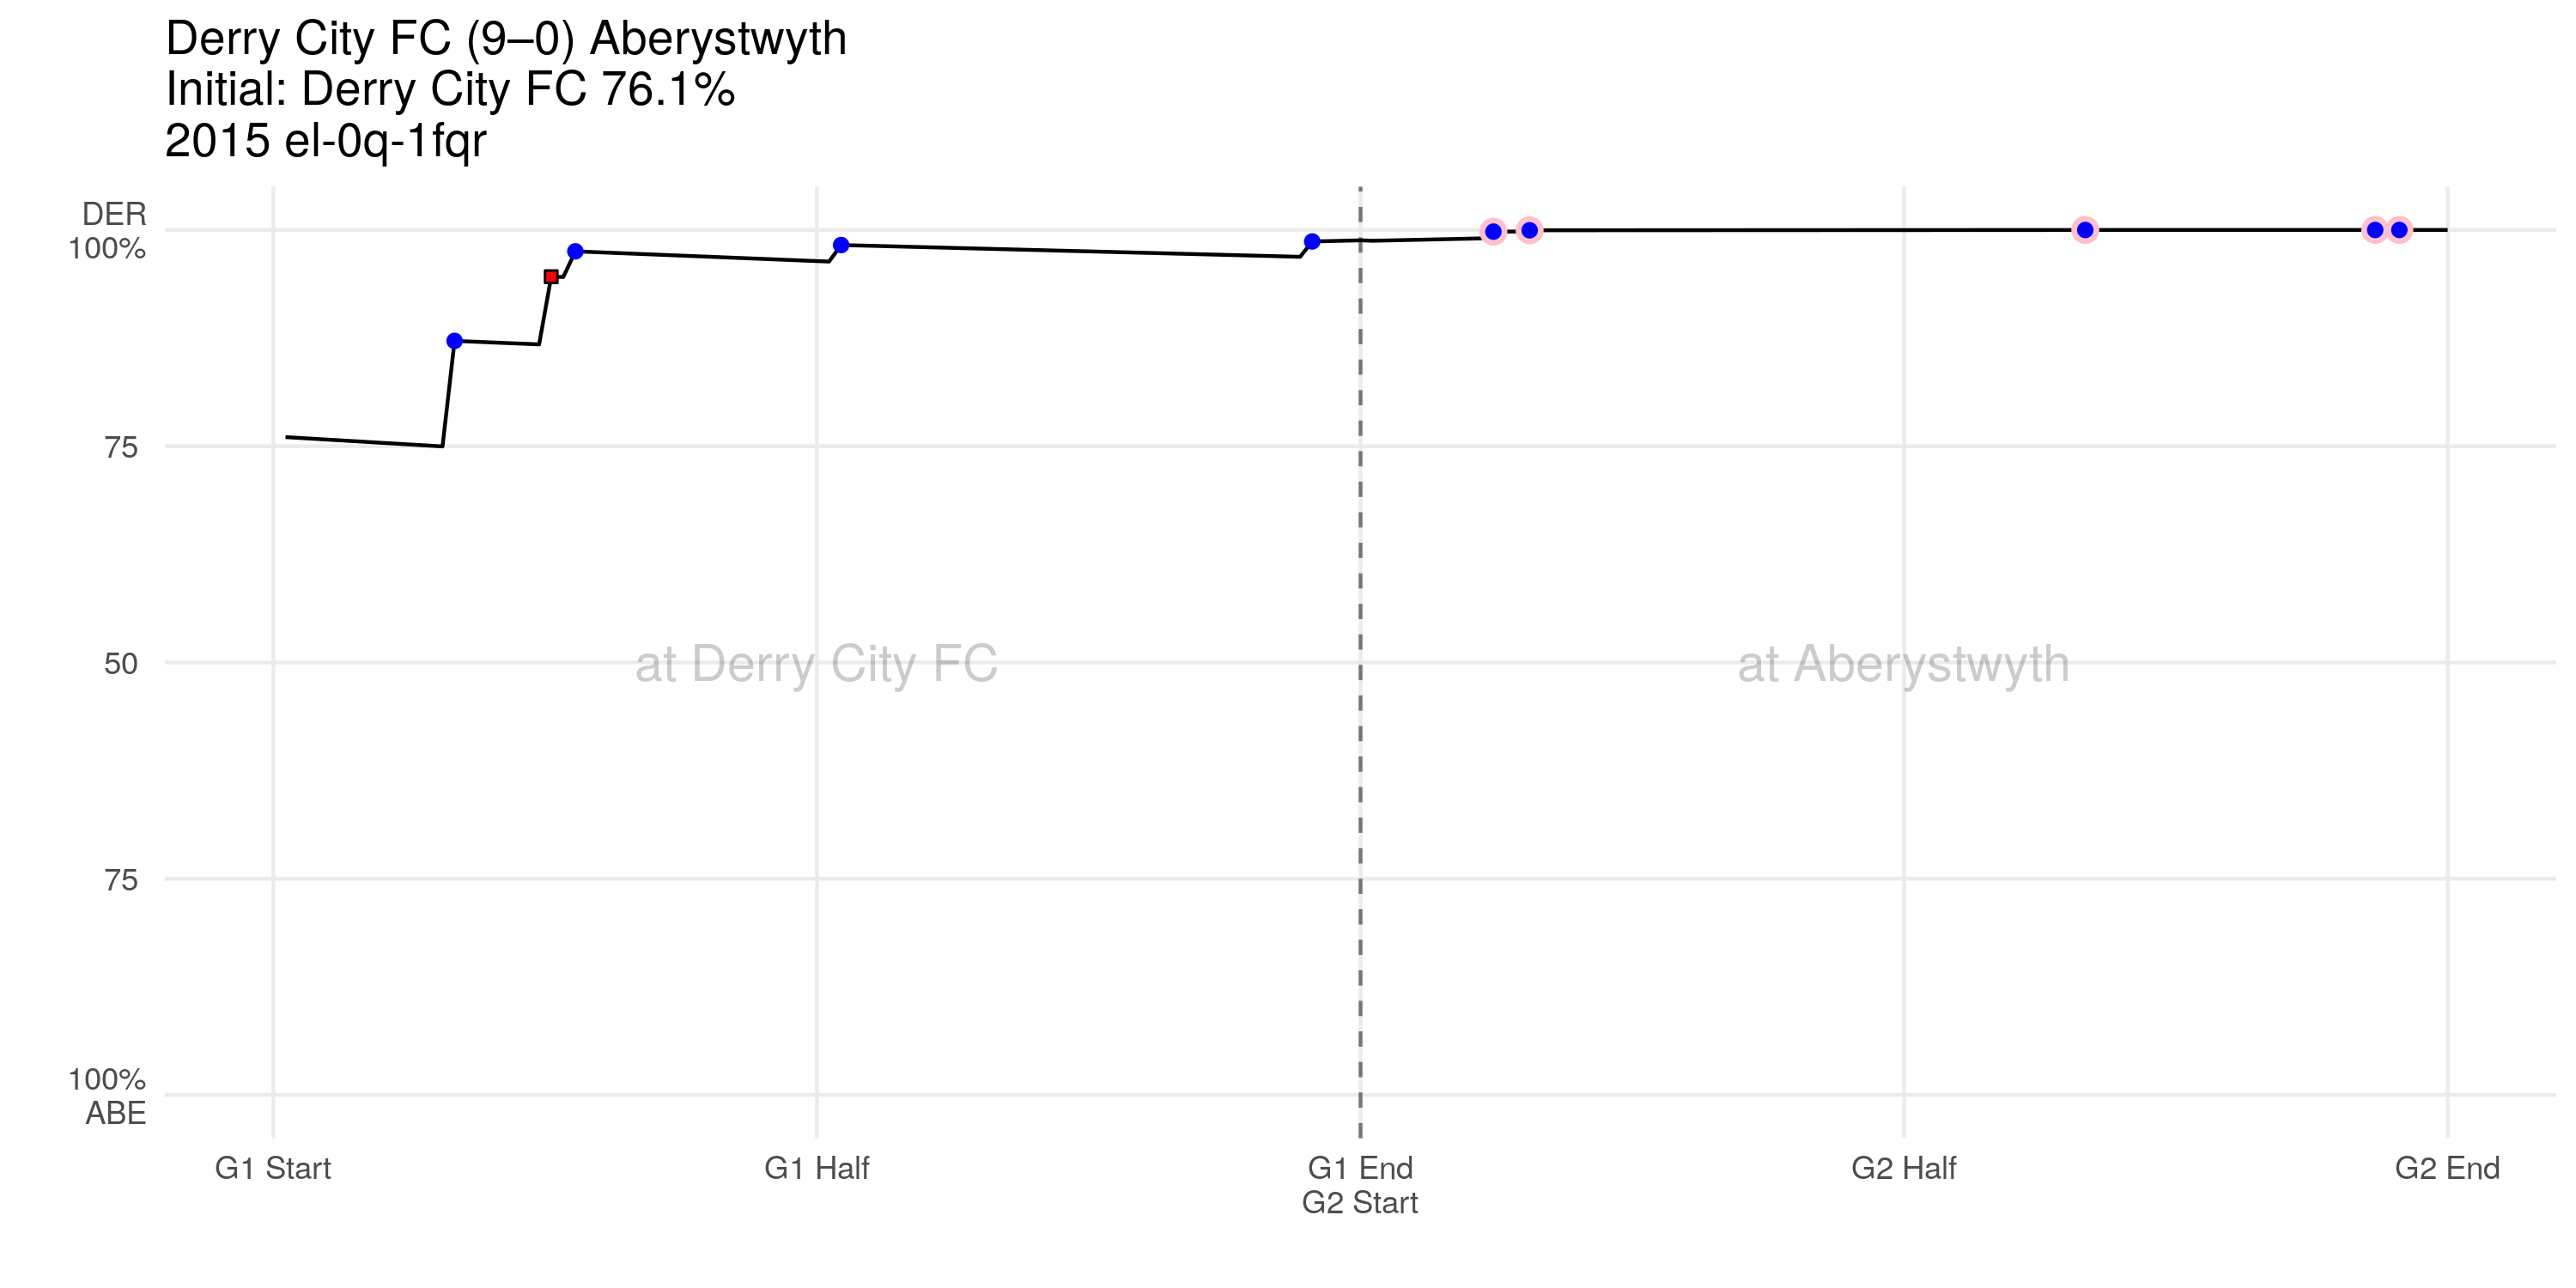 Derry City FC (9–0) Aberystwyth
Initial: Derry City FC 76.1%
2015 el-0q-1fqr
DER
100%
75
50
75
100%
ABE
at Derry City FC
at Aberystwyth
G1 Start
G1 Half
G1 End
G2 Start
G2 Half
G2 End